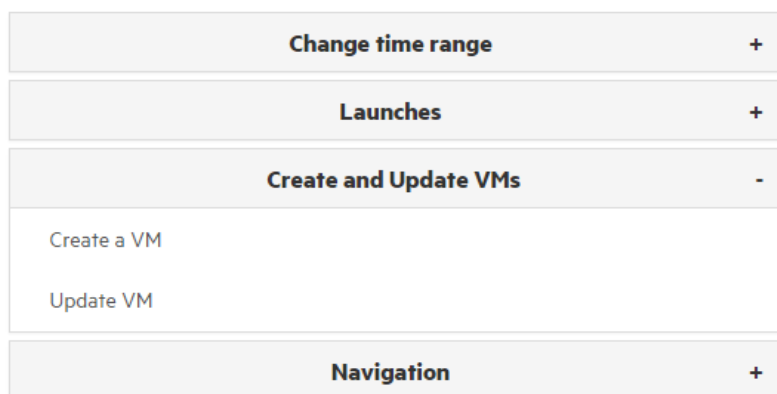 Change time range +
Launches +
Create and Update VMs -
Create a VM
Update VM
Navigation +